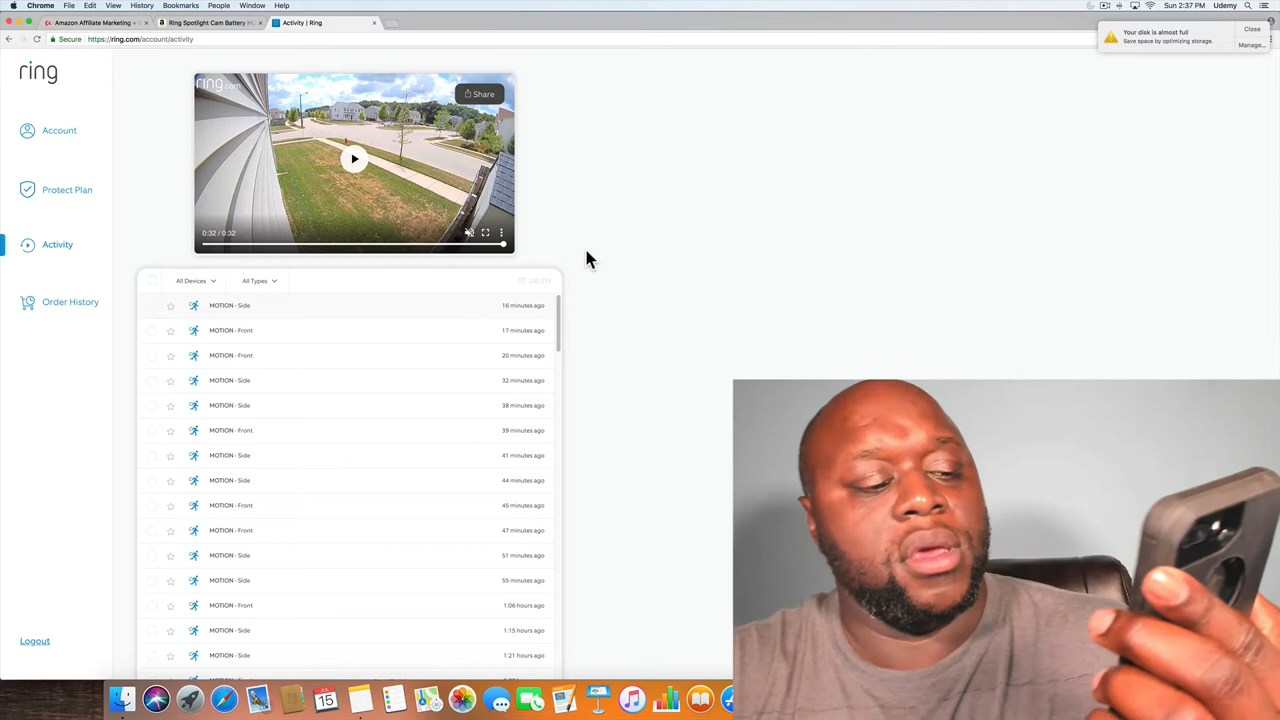 Chrome File Edit View History Bookmarks People Window Help Sun 2:37 PM Udemy
Amazon Affiliate Marketing - Ring Spotlight Cam Battery HD Activity | Ring
Secure https://ring.com/account/activity
Your disk is almost full
Save space by optimizing storage.
Close
Manage...
ring
Account
Protect Plan
Activity
Order History
Logout
ring.com
Share
0:32 / 0:32
All Devices All Types DELETE
MOTION - Side 16 minutes ago
MOTION - Front 17 minutes ago
MOTION - Front 20 minutes ago
MOTION - Side 32 minutes ago
MOTION - Side 38 minutes ago
MOTION - Front 39 minutes ago
MOTION - Side 41 minutes ago
MOTION - Side 44 minutes ago
MOTION - Front 45 minutes ago
MOTION - Front 47 minutes ago
MOTION - Side 51 minutes ago
MOTION - Side 55 minutes ago
MOTION - Front 1:06 hours ago
MOTION - Side 1:15 hours ago
MOTION - Side 1:21 hours ago
15